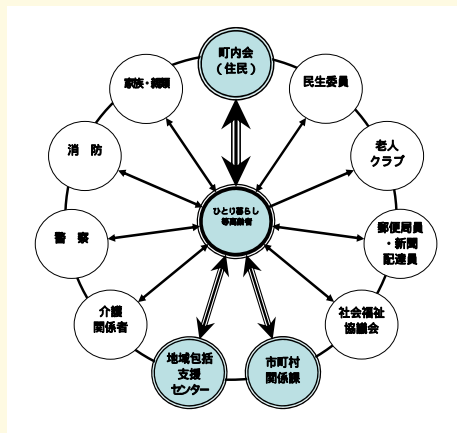 町内会
(住民)
民生委員
老人
クラブ
郵便局員
・新聞
配達員
社会福祉
協議会
市町村
関係課
地域包括
支援
センター
介護
関係者
警 察
消 防
家族・親類
ひとり暮らし
等高齢者